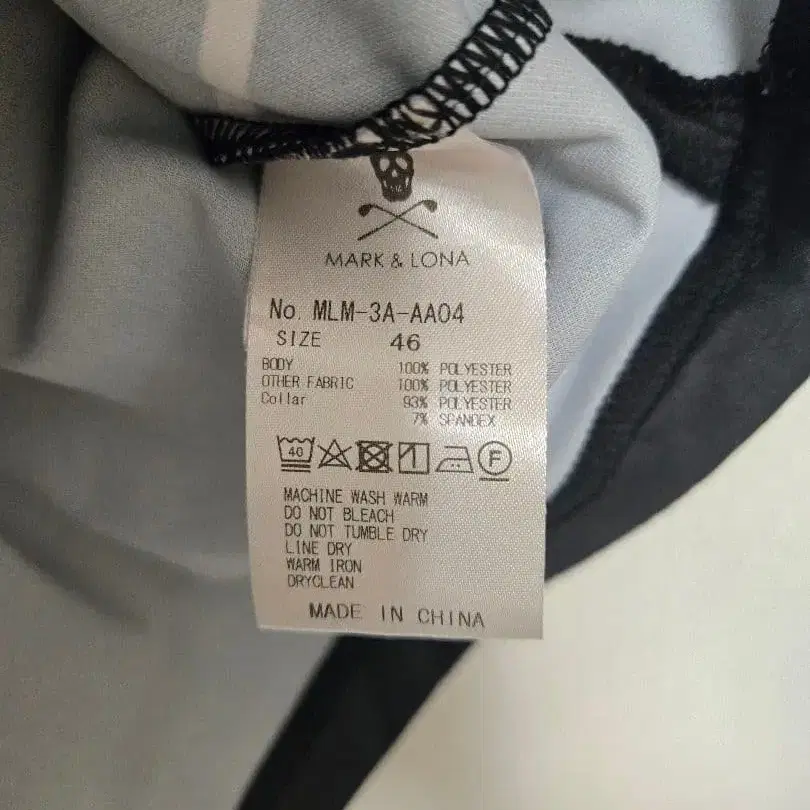 MARK & LONA
No. MLM-3A-AA04
SIZE 46
BODY 100% POLYESTER
OTHER FABRIC 100% POLYESTER
Collar 93% POLYESTER
7% SPANDEX
40 F
MACHINE WASH WARM
DO NOT BLEACH
DO NOT TUMBLE DRY
LINE DRY
WARM IRON
DRYCLEAN
MADE IN CHINA